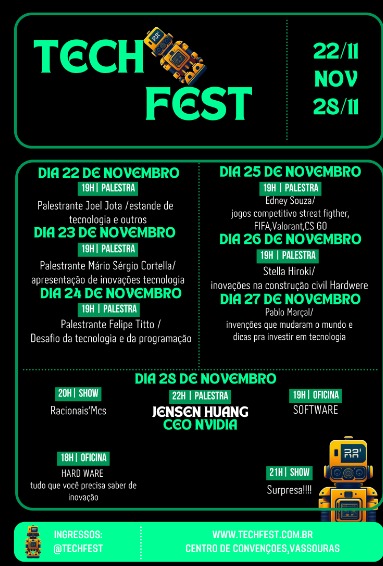 TECH
FEST
22/11
NOV
28/11
DIA 22 DE NOVEMBRO
19H | PALESTRA
Palestrante Joel Jota /estande de
tecnologia e outros
DIA 23 DE NOVEMBRO
19H | PALESTRA
Palestrante Mário Sérgio Cortella/
apresentação de inovações tecnologia
DIA 24 DE NOVEMBRO
19H | PALESTRA
Palestrante Felipe Titto /
Desafio da tecnologia e da programação
DIA 25 DE NOVEMBRO
19H | PALESTRA
Edney Souza/
jogos competitivo streat figther,
FIFA,Valorant,CS GO
DIA 26 DE NOVEMBRO
19H | PALESTRA
Stella Hiroki/
inovações na construção civil Hardwere
DIA 27 DE NOVEMBRO
Pablo Marçal/
invenções que mudaram o mundo e
dicas pra investir em tecnologia
DIA 28 DE NOVEMBRO
20H | SHOW
Racionais'Mcs
22H | PALESTRA
JENSEN HUANG
CEO NVIDIA
19H | OFICINA
SOFTWARE
18H | OFICINA
HARD WARE
tudo que você precisa saber de
inovação
21H | SHOW
Surpresa!!!!
INGRESSOS:
@TECHFEST
WWW.TECHFEST.COM.BR
CENTRO DE CONVENÇOES,VASSOURAS